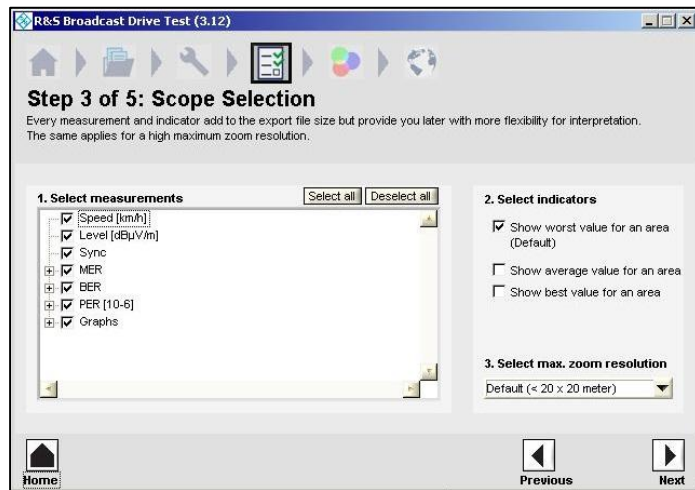 R&S Broadcast Drive Test (3.12)
Step 3 of 5: Scope Selection
Every measurement and indicator add to the export file size but provide you later with more flexibility for interpretation.
The same applies for a high maximum zoom resolution.
1. Select measurements
Select all
Deselect all
Speed [km/h]
Level [dBµV/m]
Sync
MER
BER
PER [10-6]
Graphs
2. Select indicators
Show worst value for an area
(Default)
Show average value for an area
Show best value for an area
3. Select max. zoom resolution
Default (< 20 x 20 meter)
Home
Previous
Next